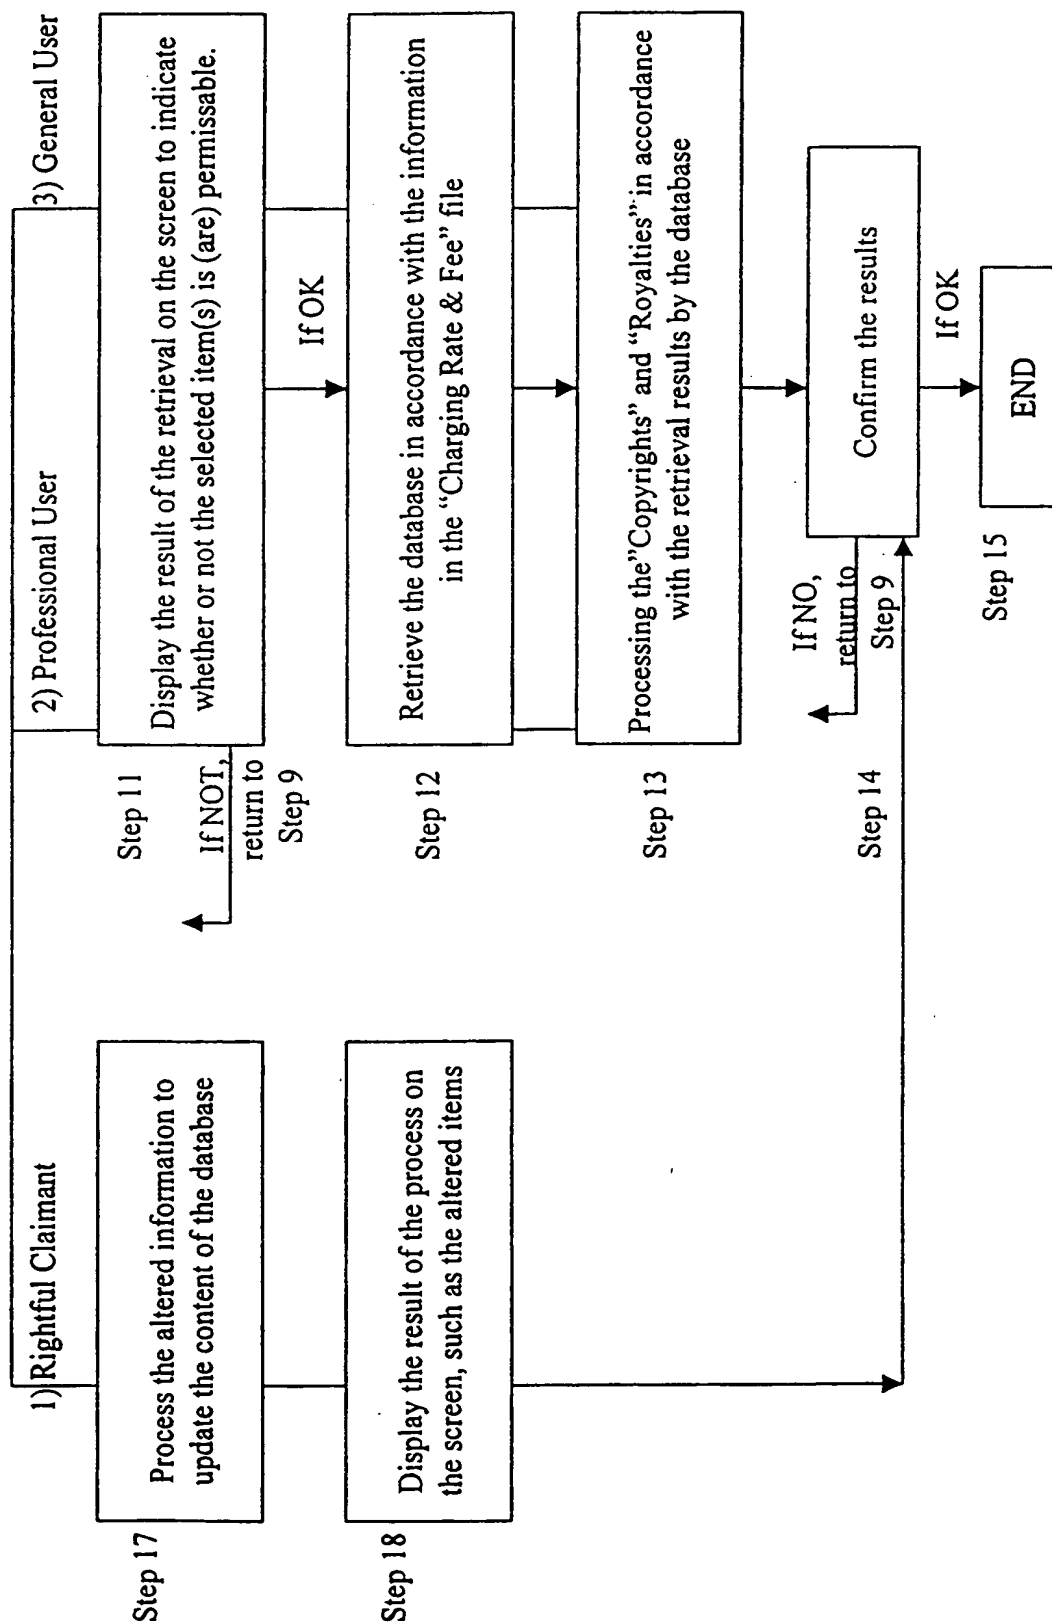 1) Rightful Claimant
2) Professional User
3) General User
Step 17
Process the altered information to
update the content of the database
Step 18
Display the result of the process on
the screen, such as the altered items
Step 11
Display the result of the retrieval on the screen to indicate
whether or not the selected item(s) is (are) permissable.
If NOT,
return to
Step 9
If OK
Step 12
Retrieve the database in accordance with the information
in the “Charging Rate & Fee” file
Step 13
Processing the”Copyrights” and “Royalties” in accordance
with the retrieval results by the database
Step 14
If NO,
return to
Step 9
Confirm the results
If OK
Step 15
END